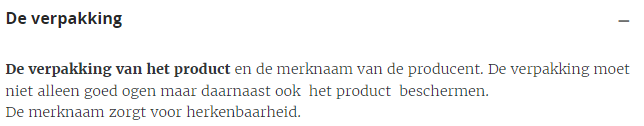 De verpakking
De verpakking van het product en de merknaam van de producent. De verpakking moet
niet alleen goed ogen maar daarnaast ook  het product  beschermen.
De merknaam zorgt voor herkenbaarheid.